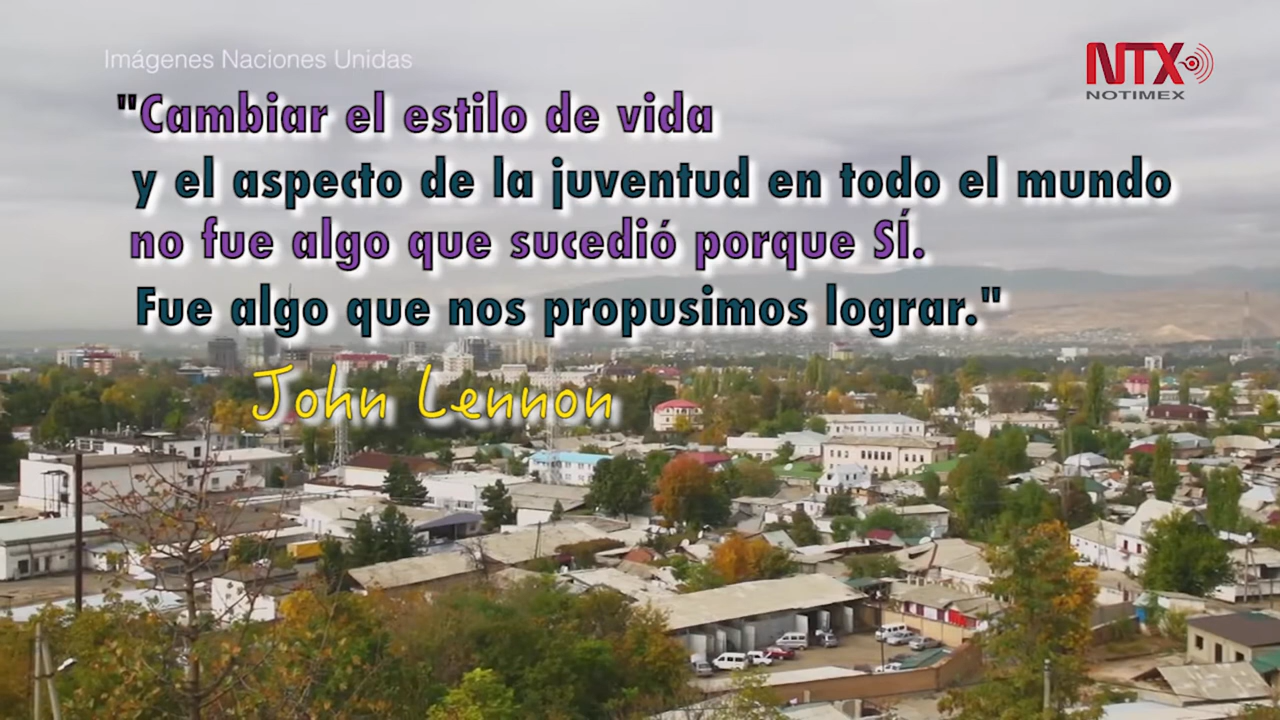 Imágenes Naciones Unidas
NTX
NOTIMEX
"Cambiar el estilo de vida
y el aspecto de la juventud en todo el mundo
no fue algo que sucedió porque SÍ.
Fue algo que nos propusimos lograr."
John Lennon